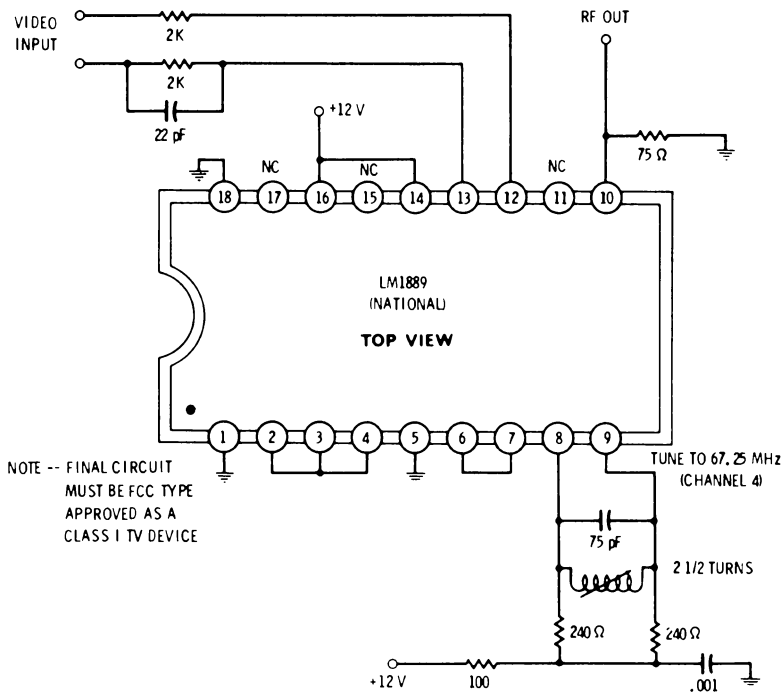 VIDEO
INPUT
2K
2K
22 pF
+12 V
RF OUT
75 Ω
NC
NC
NC
18
17
16
15
14
13
12
11
10
LM1889
(NATIONAL)
TOP VIEW
1
2
3
4
5
6
7
8
9
NOTE -- FINAL CIRCUIT
MUST BE FCC TYPE
APPROVED AS A
CLASS I TV DEVICE
TUNE TO 67.25 MHz
(CHANNEL 4)
75 pF
2 1/2 TURNS
240 Ω
240 Ω
+12 V
100
.001